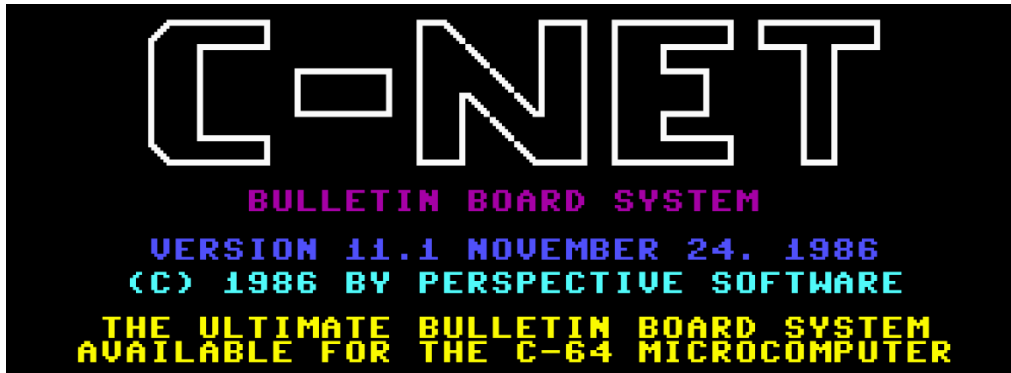 C-NET
BULLETIN BOARD SYSTEM
VERSION 11.1 NOVEMBER 24. 1986
(C) 1986 BY PERSPECTIVE SOFTWARE
THE ULTIMATE BULLETIN BOARD SYSTEM
AVAILABLE FOR THE C-64 MICROCOMPUTER